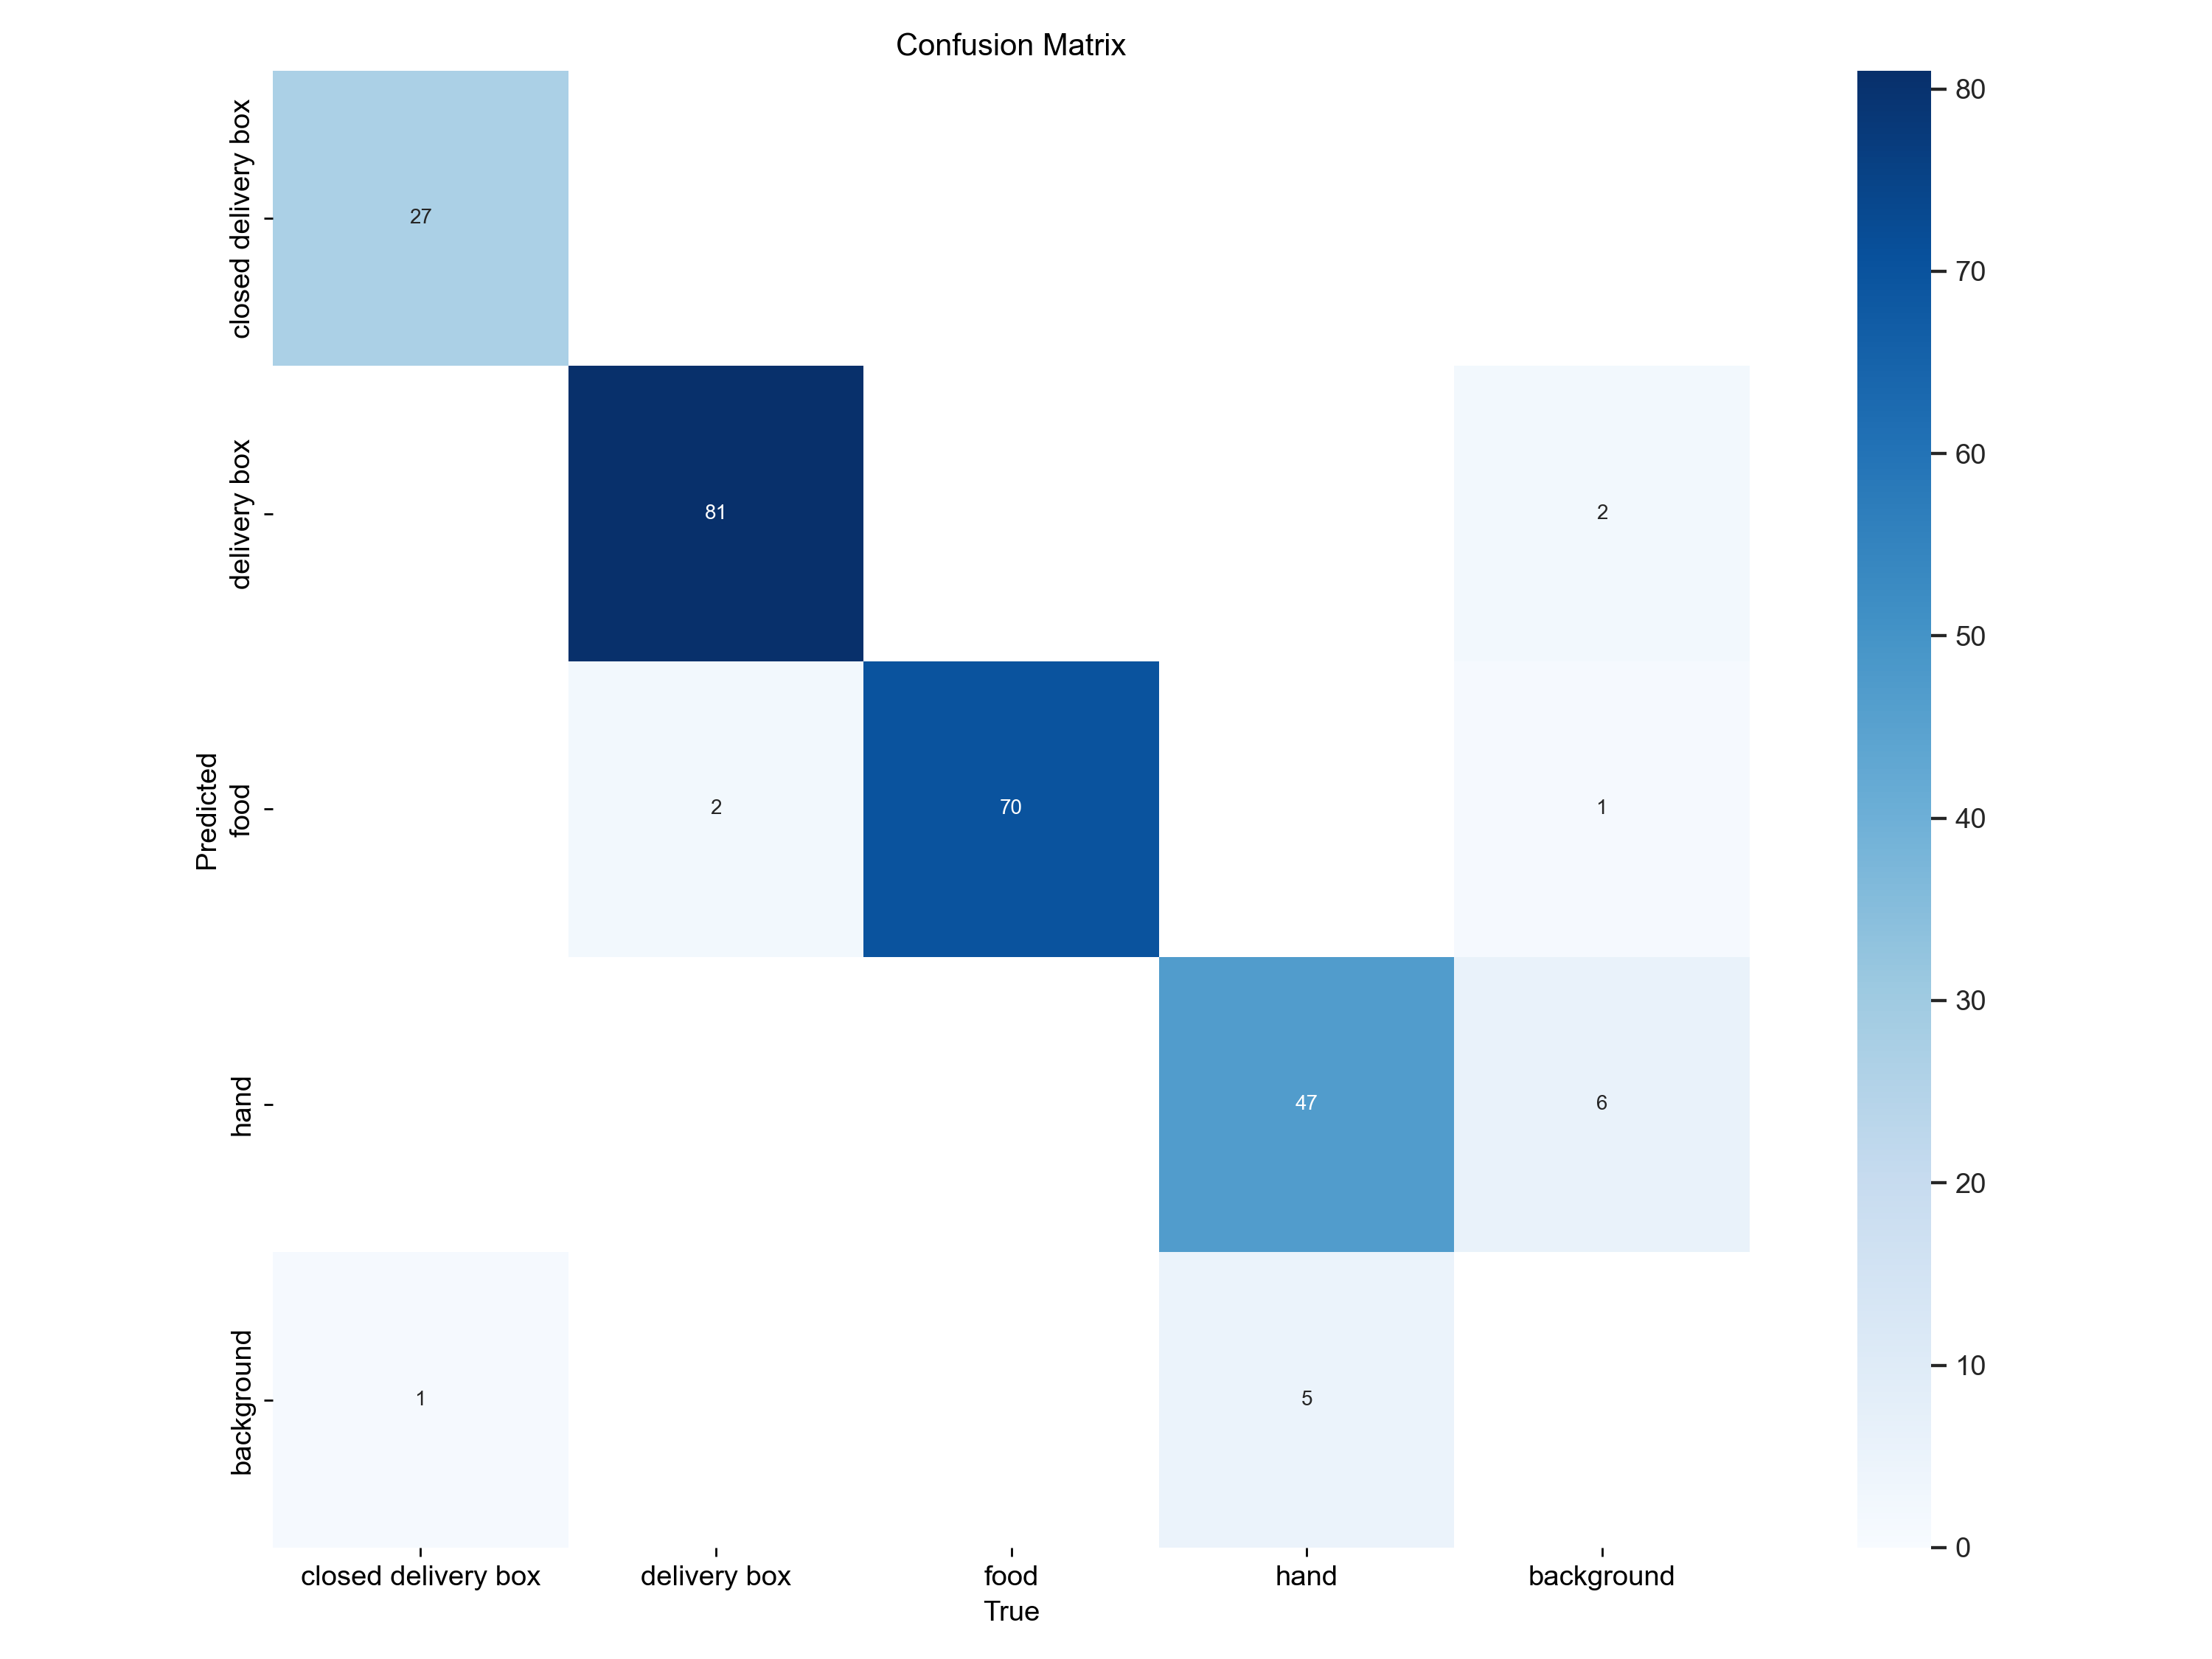 Confusion Matrix
closed delivery box
delivery box
food
hand
background
Predicted
27
81
2
2
70
1
47
6
1
5
closed delivery box
delivery box
food
hand
background
True
80
70
60
50
40
30
20
10
0